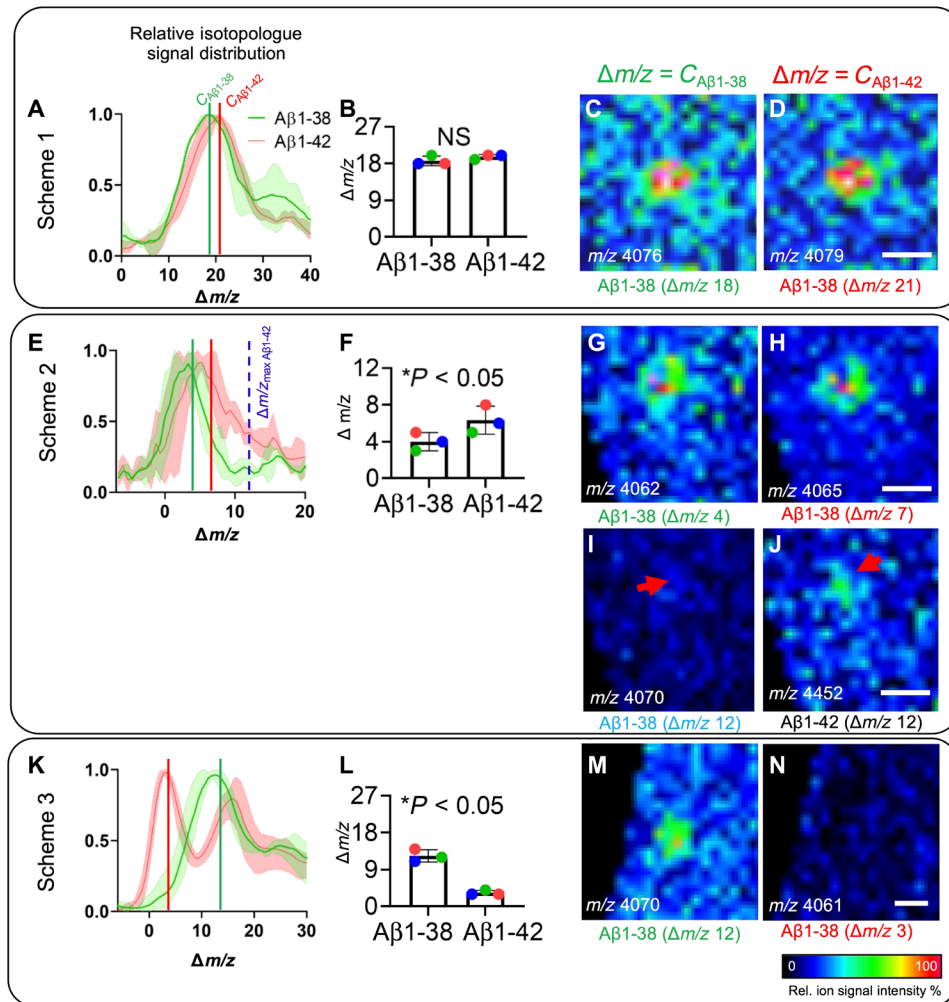 Relative isotopologue
signal distribution
Scheme 1
A
C Aβ1-38
C Aβ1-42
Aβ1-38
Aβ1-42
1.0
0.5
0.0
0 10 20 30 40
Δm/z
B
NS
Δm/z
27
18
9
0
Aβ1-38 Aβ1-42
Δm/z = C Aβ1-38
C
m/z 4076
Aβ1-38 (Δm/z 18)
Δm/z = C Aβ1-42
D
m/z 4079
Aβ1-38 (Δm/z 21)
Scheme 2
E
Δm/z max Aβ1-42
1.0
0.5
0.0
0 10 20
Δm/z
F
*P < 0.05
Δ m/z
12
8
4
0
Aβ1-38 Aβ1-42
G
m/z 4062
Aβ1-38 (Δm/z 4)
H
m/z 4065
Aβ1-38 (Δm/z 7)
I
m/z 4070
Aβ1-38 (Δm/z 12)
J
m/z 4452
Aβ1-42 (Δm/z 12)
Scheme 3
K
1.0
0.5
0.0
0 10 20 30
Δm/z
L
*P < 0.05
Δm/z
27
18
9
0
Aβ1-38 Aβ1-42
M
m/z 4070
Aβ1-38 (Δm/z 12)
N
m/z 4061
Aβ1-38 (Δm/z 3)
0 100
Rel. ion signal intensity %